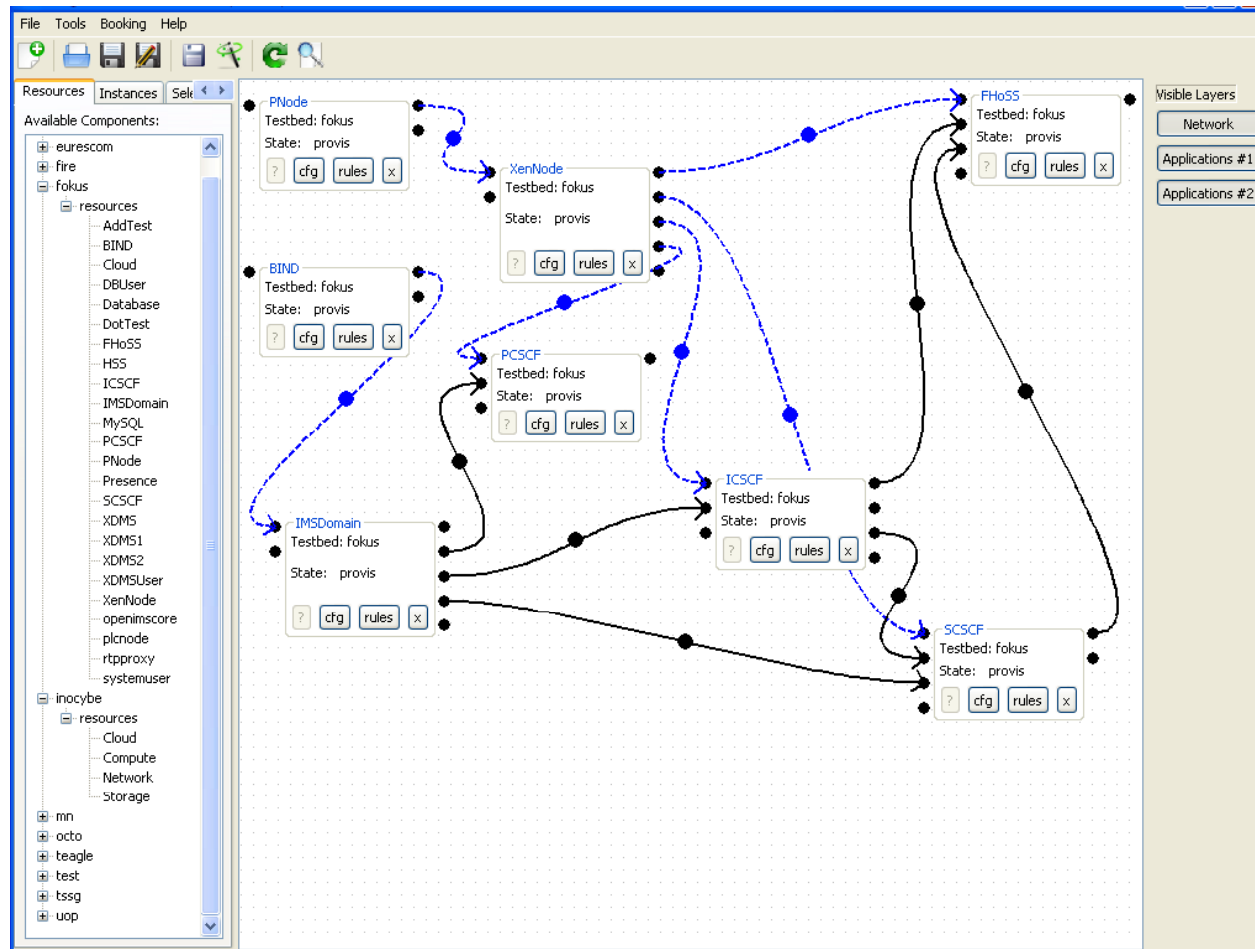 File Tools Booking Help
Resources Instances Sele
Available Components:
eurescom
fire
fokus
resources
AddTest
BIND
Cloud
DBUser
Database
DotTest
FHoSS
HSS
ICSCF
IMSDomain
MySQL
PCSCF
PNode
Presence
SCSCF
XDMS
XDMS1
XDMS2
XDMSUser
XenNode
openimscore
plcnode
rtpproxy
systemuser
inocybe
resources
Cloud
Compute
Network
Storage
mn
octo
teagle
test
tssg
uop
PNode
Testbed: fokus
State: provis
? cfg rules x
XenNode
Testbed: fokus
State: provis
? cfg rules x
FHoSS
Testbed: fokus
State: provis
? cfg rules x
BIND
Testbed: fokus
State: provis
? cfg rules x
PCSCF
Testbed: fokus
State: provis
? cfg rules x
ICSCF
Testbed: fokus
State: provis
? cfg rules x
IMSDomain
Testbed: fokus
State: provis
? cfg rules x
SCSCF
Testbed: fokus
State: provis
? cfg rules x
Visible Layers
Network
Applications #1
Applications #2